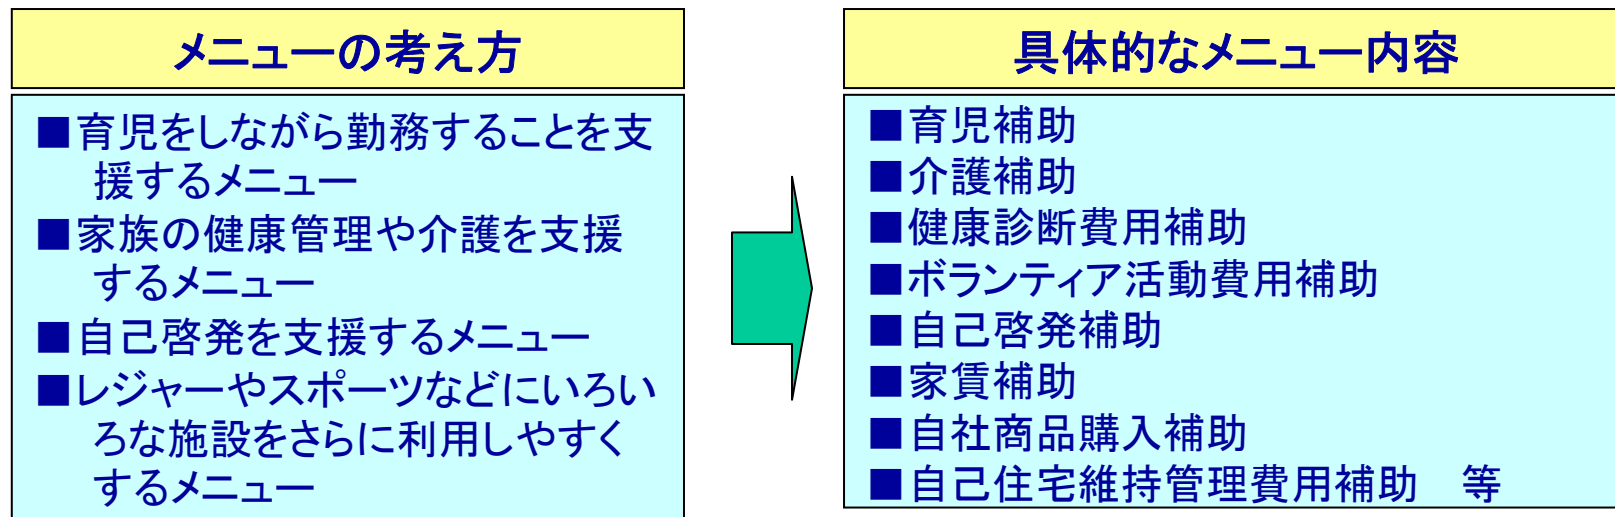 メニューの考え方
■育児をしながら勤務することを支
援するメニュー
■家族の健康管理や介護を支援
するメニュー
■自己啓発を支援するメニュー
■レジャーやスポーツなどにいろい
ろな施設をさらに利用しやすく
するメニュー
具体的なメニュー内容
■育児補助
■介護補助
■健康診断費用補助
■ボランティア活動費用補助
■自己啓発補助
■家賃補助
■自社商品購入補助
■自己住宅維持管理費用補助　等